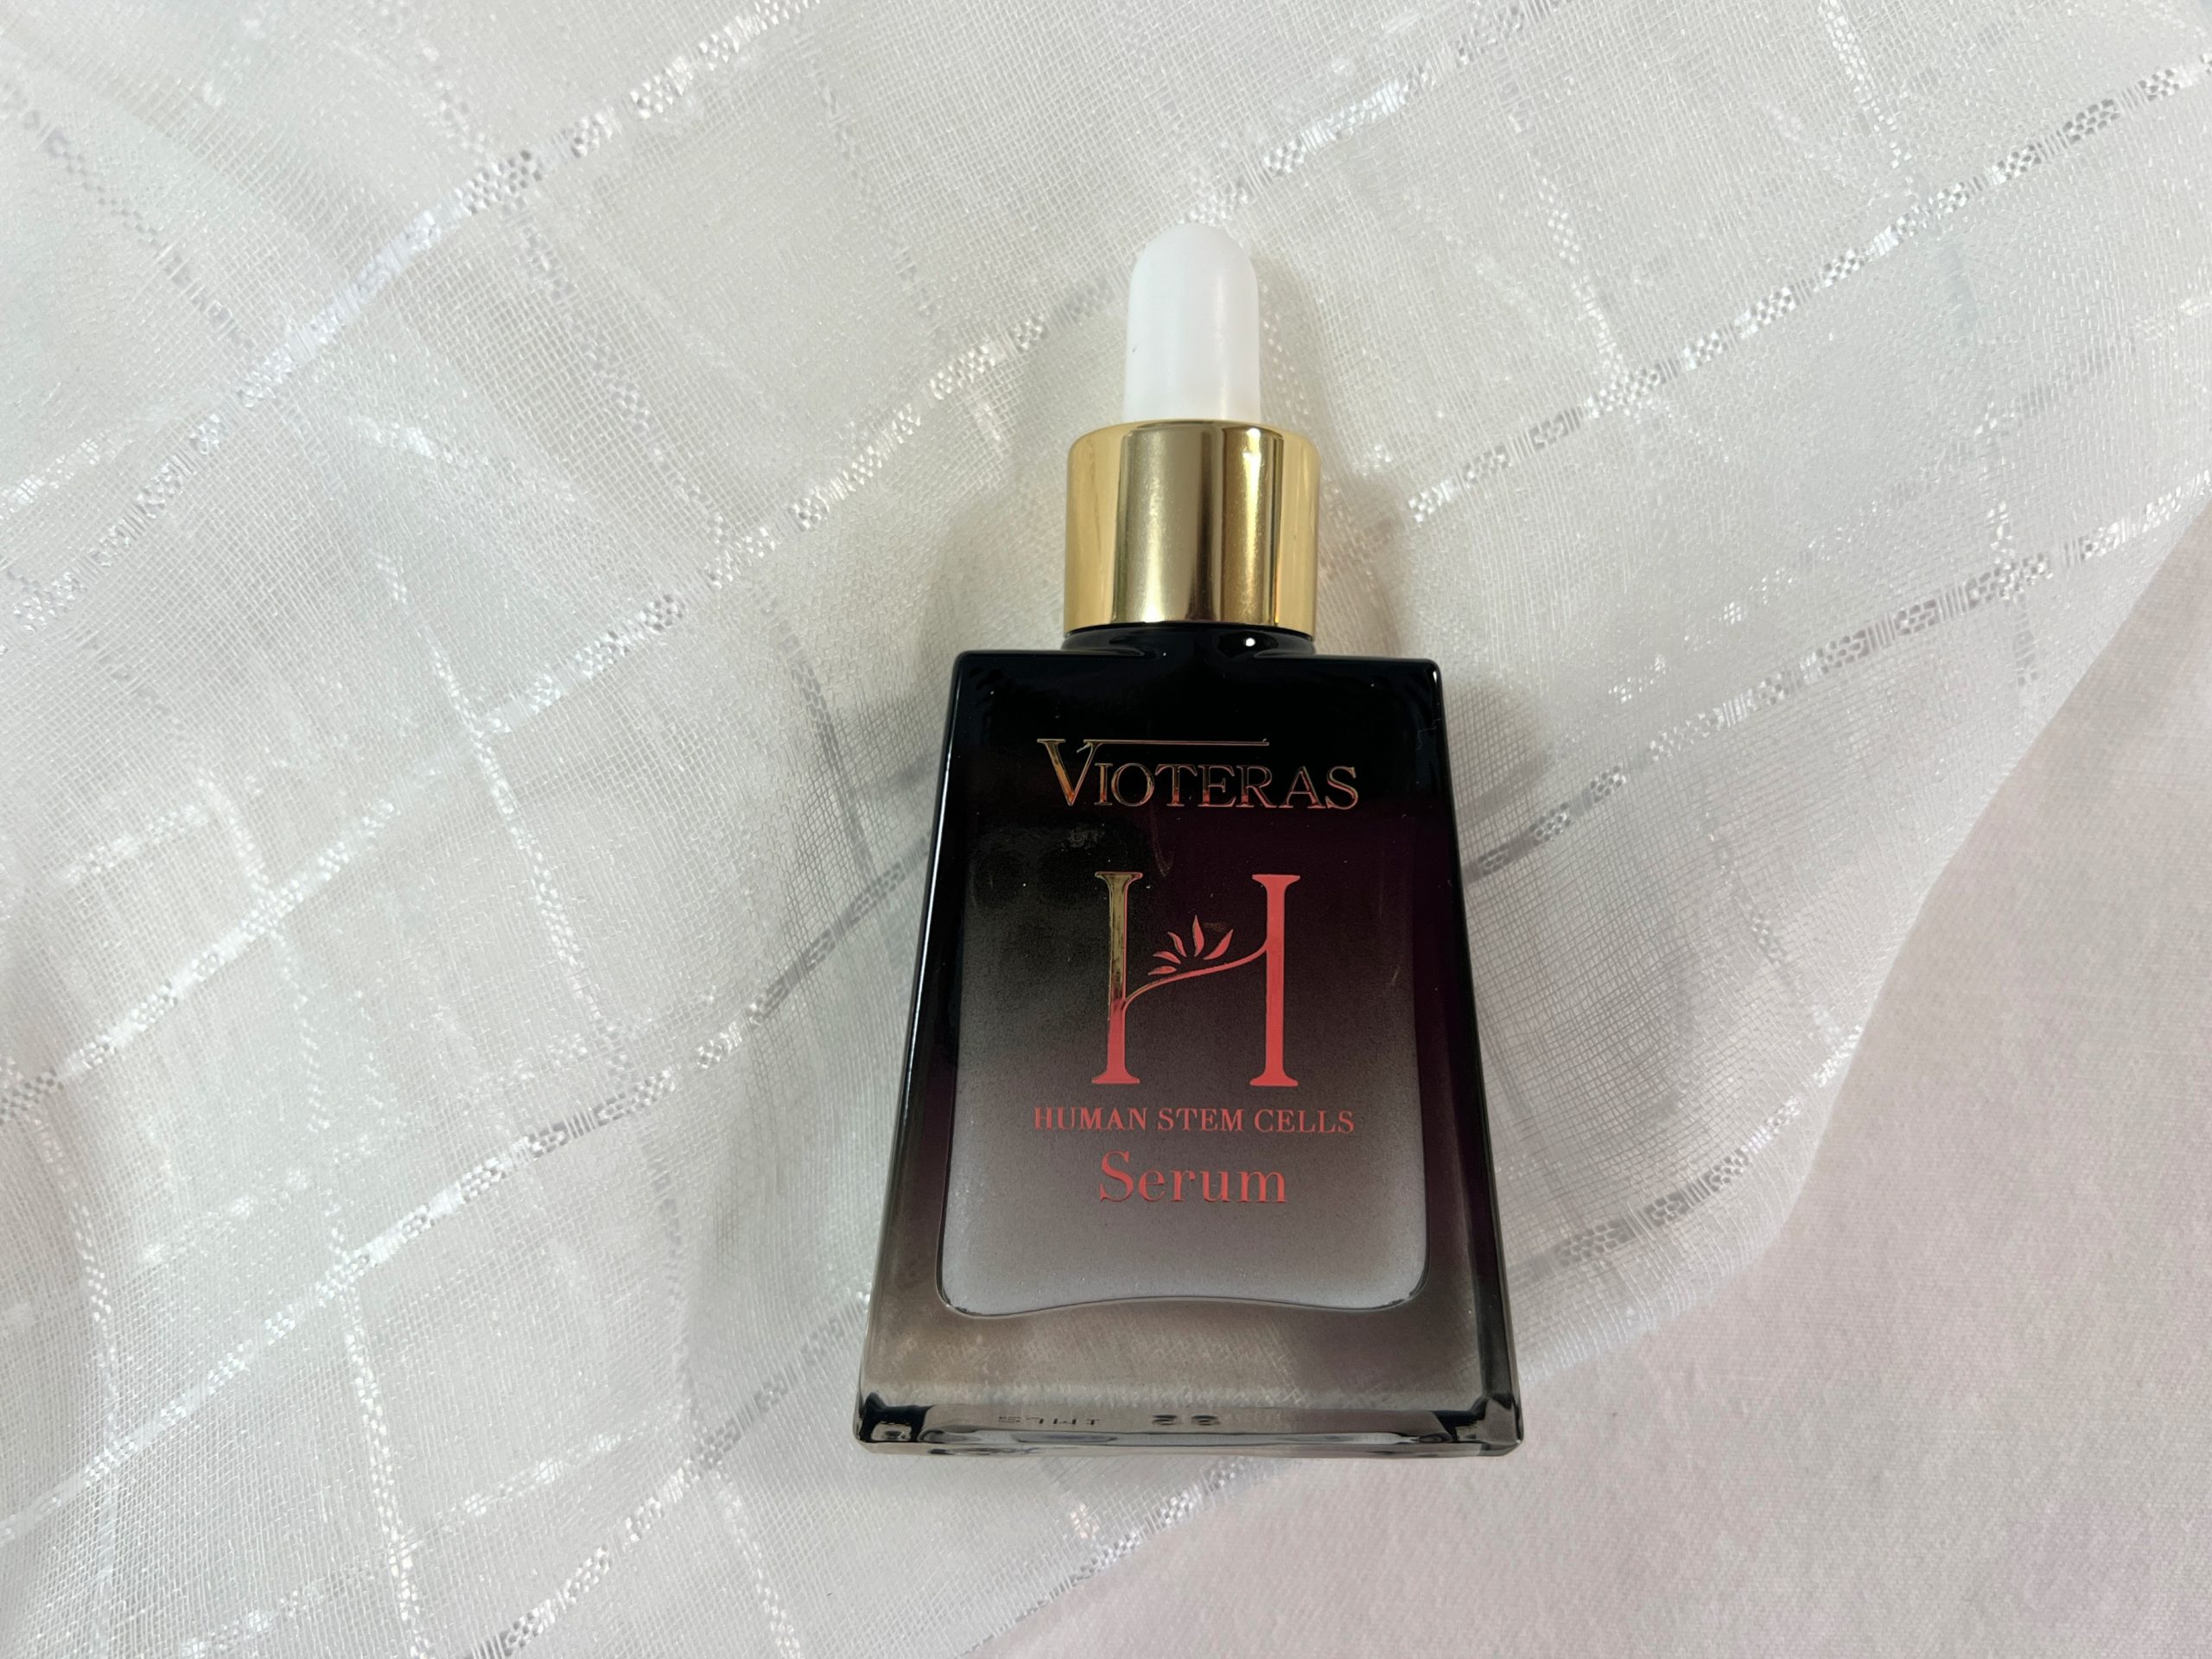 VIOTERAS
H
HUMAN STEM CELLS
Serum